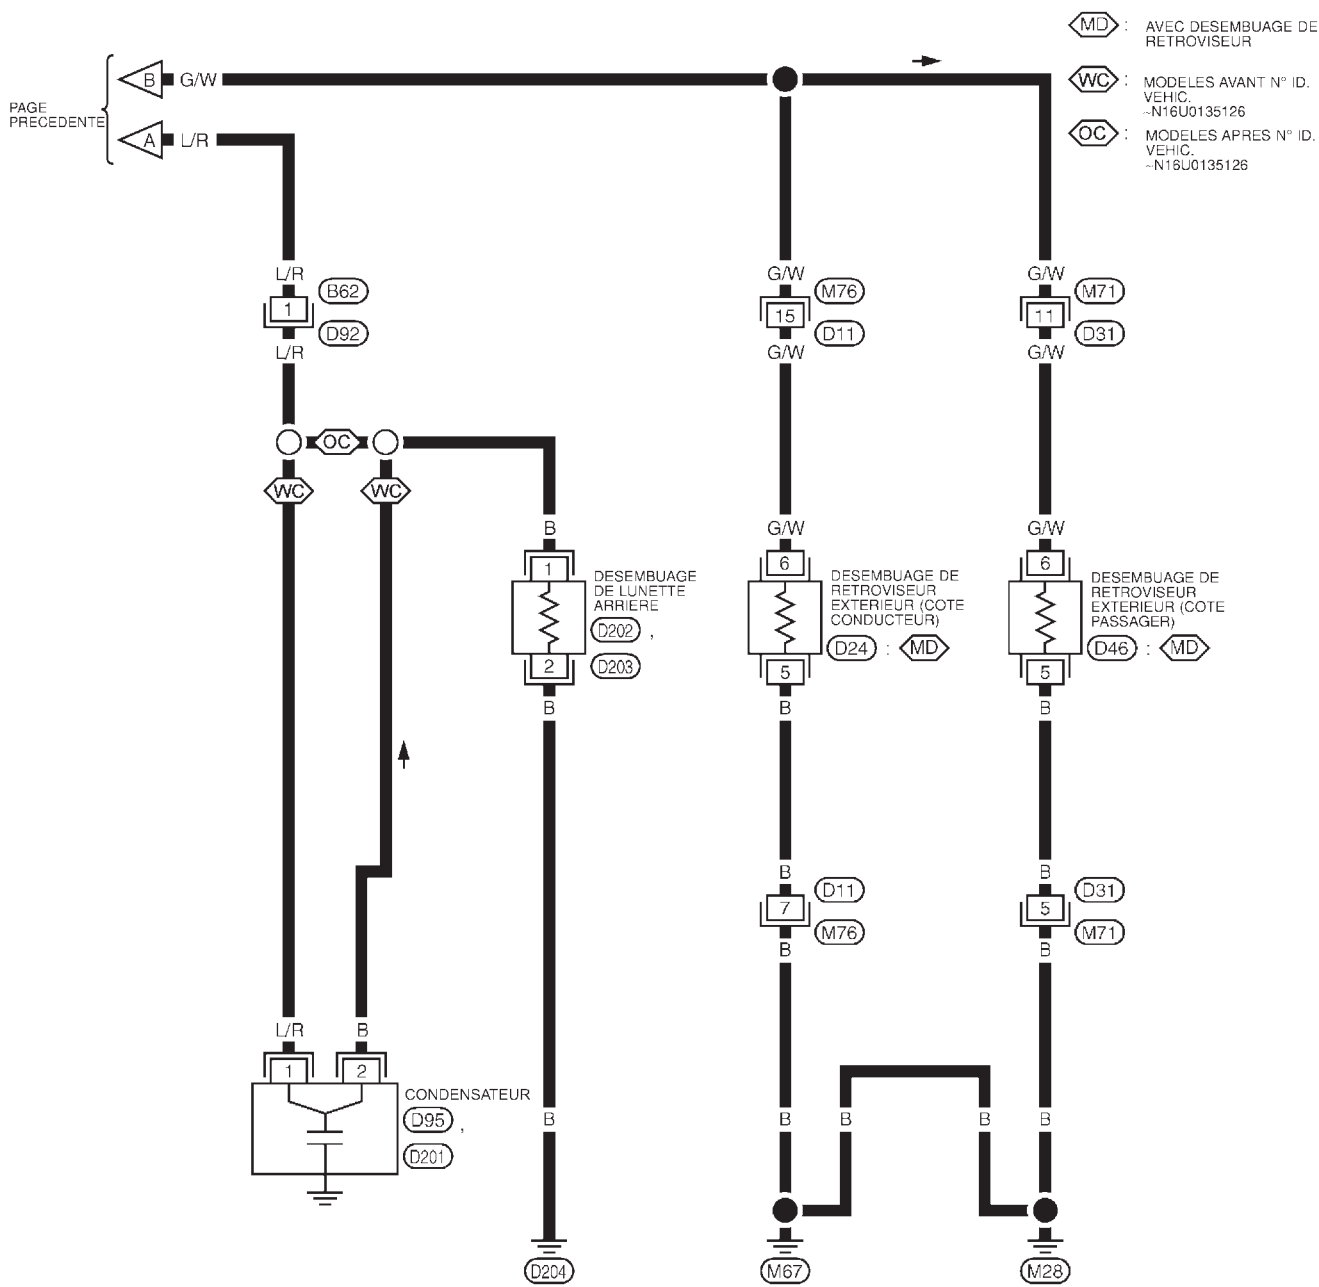 MD : AVEC DESEMBUAGE DE
RETROVISEUR
WC : MODELES AVANT N° ID.
VEHIC.
~N16U0135126
OC : MODELES APRES N° ID.
VEHIC.
~N16U0135126
PAGE
PRECEDENTE
B G/W
A L/R
L/R
1
B62
D92
L/R
G/W
15
M76
D11
G/W
G/W
11
M71
D31
G/W
OC
WC
WC
B
1
DESEMBUAGE
DE LUNETTE
ARRIERE
D202 ,
D203
2
B
G/W
6
DESEMBUAGE DE
RETROVISEUR
EXTERIEUR (COTE
CONDUCTEUR)
D24 : MD
5
B
G/W
6
DESEMBUAGE DE
RETROVISEUR
EXTERIEUR (COTE
PASSAGER)
D46 : MD
5
B
B
7
D11
M76
B
B
5
D31
M71
B
L/R
B
1
2
CONDENSATEUR
D95 ,
D201
B
B
B
B
B
D204
M67
M28